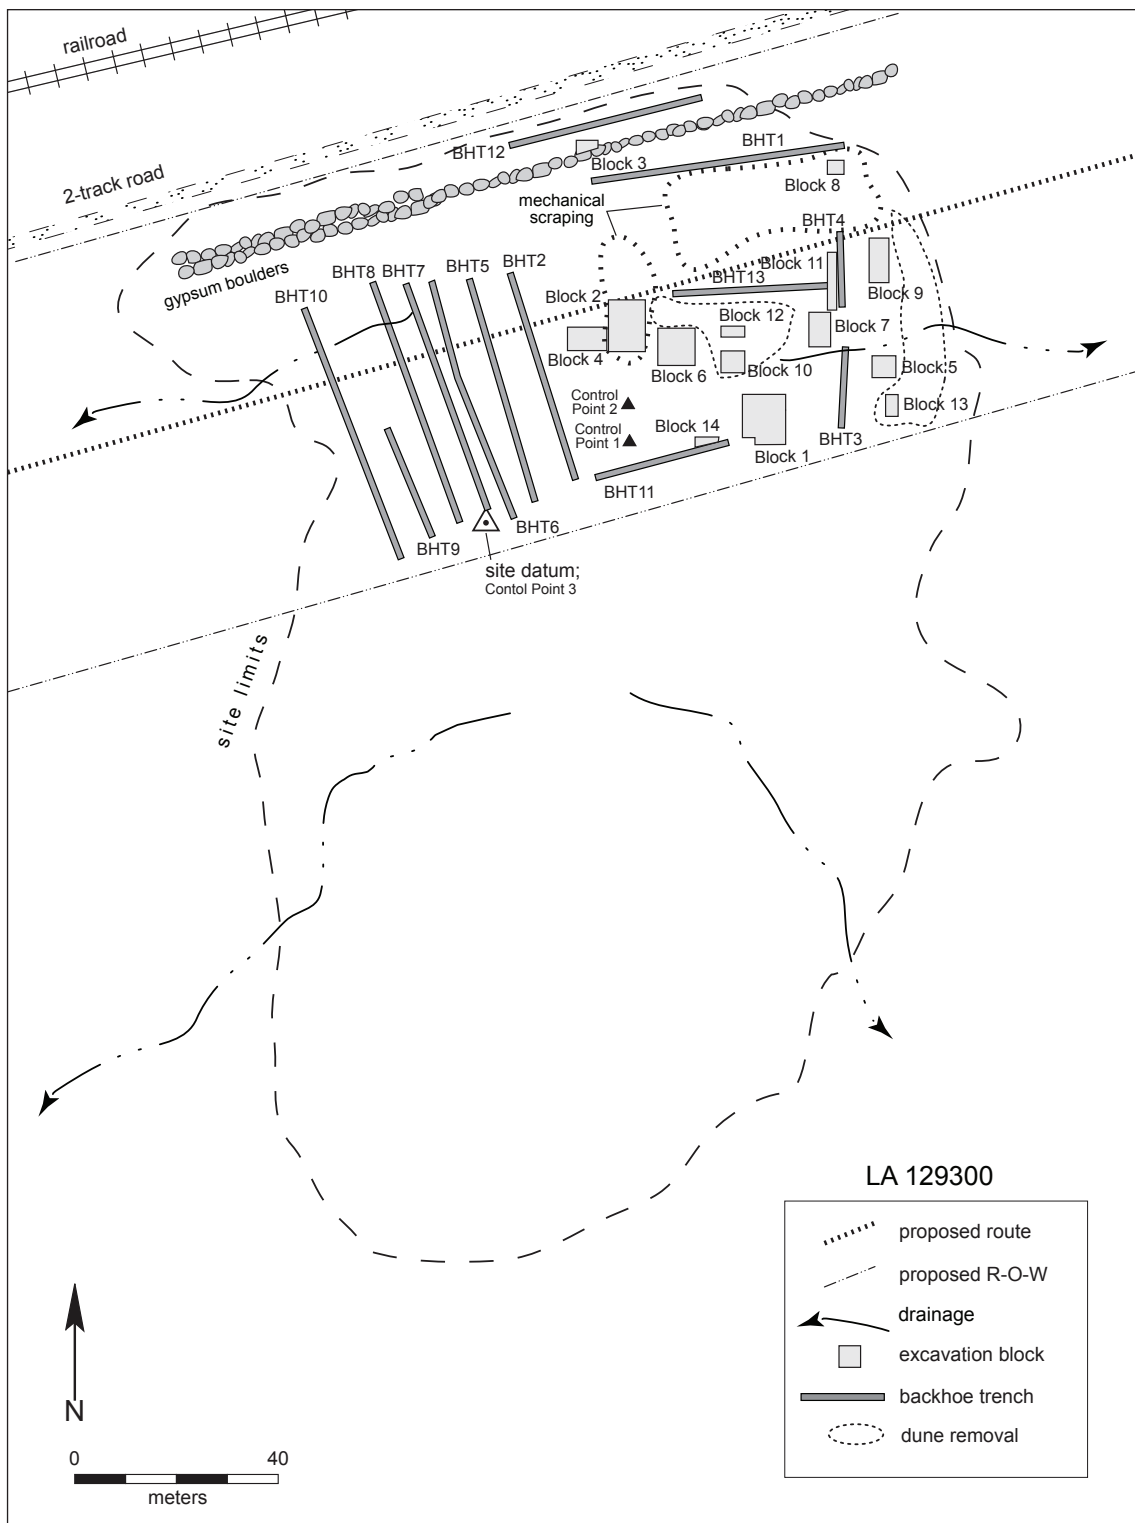 railroad
2-track road
BHT12
Block 3
BHT1
Block 8
mechanical
scraping
BHT4
gypsum boulders
BHT10
BHT8
BHT7
BHT5
BHT2
Block 11
BHT13
Block 9
Block 2
Block 12
Block 7
Block 4
Block 6
Block 10
Block 5
Control
Point 2
Block 13
Control
Point 1
Block 14
BHT3
Block 1
BHT11
BHT6
BHT9
site datum;
Contol Point 3
site limits
LA 129300
proposed route
proposed R-O-W
drainage
excavation block
backhoe trench
dune removal
N
0 40
meters